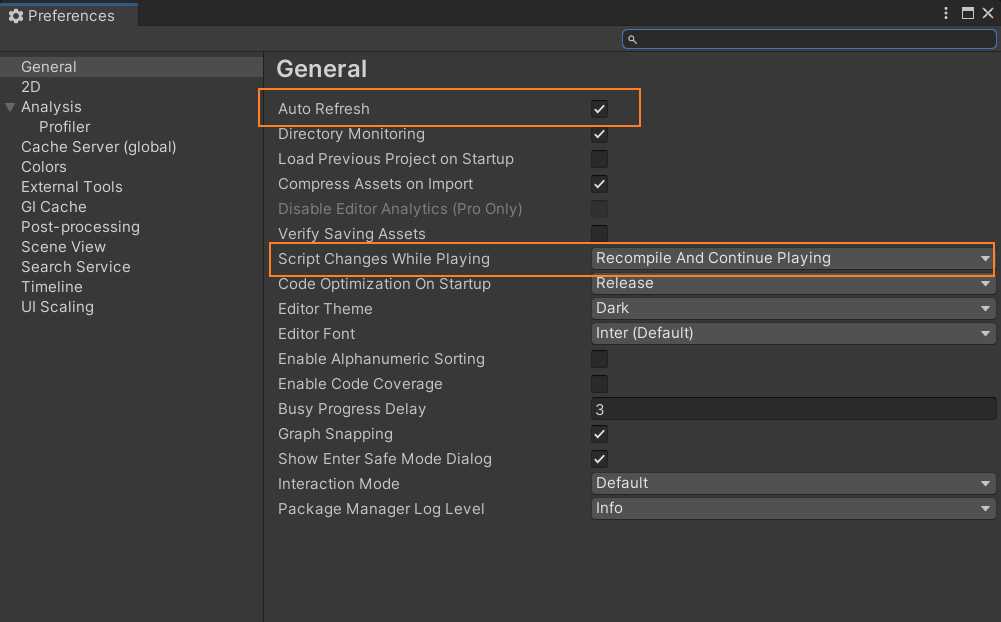 Preferences
General
2D
Analysis
Profiler
Cache Server (global)
Colors
External Tools
GI Cache
Post-processing
Scene View
Search Service
Timeline
UI Scaling
General
Auto Refresh
Directory Monitoring
Load Previous Project on Startup
Compress Assets on Import
Disable Editor Analytics (Pro Only)
Verify Saving Assets
Script Changes While Playing Recompile And Continue Playing
Code Optimization On Startup Release
Editor Theme Dark
Editor Font Inter (Default)
Enable Alphanumeric Sorting
Enable Code Coverage
Busy Progress Delay 3
Graph Snapping
Show Enter Safe Mode Dialog
Interaction Mode Default
Package Manager Log Level Info